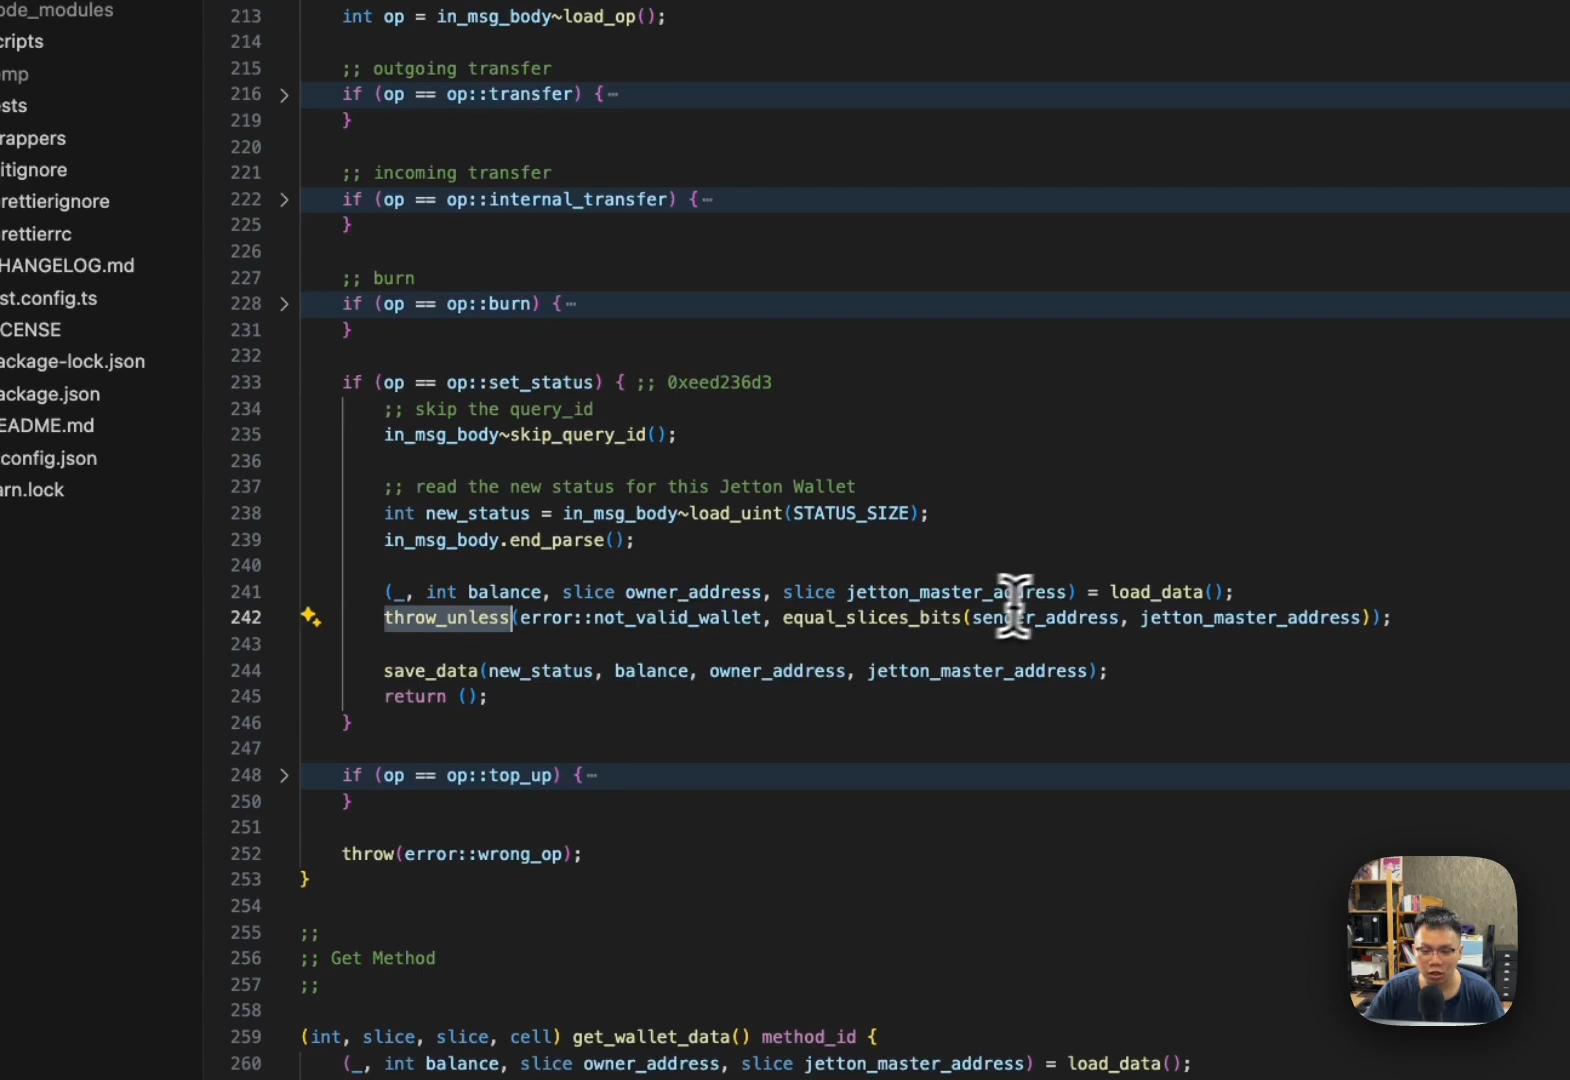 ode_modules
cripts
emp
ests
rappers
itignore
rettierignore
rettierrc
HANGELOG.md
st.config.ts
CENSE
ackage-lock.json
ackage.json
EADME.md
config.json
arn.lock
213 int op = in_msg_body~load_op();
214
215 ;; outgoing transfer
216 if (op == op::transfer) {⋯
219 }
220
221 ;; incoming transfer
222 if (op == op::internal_transfer) {⋯
225 }
226
227 ;; burn
228 if (op == op::burn) {⋯
231 }
232
233 if (op == op::set_status) { ;; 0xeed236d3
234 ;; skip the query_id
235 in_msg_body~skip_query_id();
236
237 ;; read the new status for this Jetton Wallet
238 int new_status = in_msg_body~load_uint(STATUS_SIZE);
239 in_msg_body.end_parse();
240
241 (_, int balance, slice owner_address, slice jetton_master_address) = load_data();
242 throw_unless(error::not_valid_wallet, equal_slices_bits(sender_address, jetton_master_address));
243
244 save_data(new_status, balance, owner_address, jetton_master_address);
245 return ();
246 }
247
248 if (op == op::top_up) {⋯
250 }
251
252 throw(error::wrong_op);
253 }
254
255 ;;
256 ;; Get Method
257 ;;
258
259 (int, slice, slice, cell) get_wallet_data() method_id {
260 (_, int balance, slice owner_address, slice jetton_master_address) = load_data();